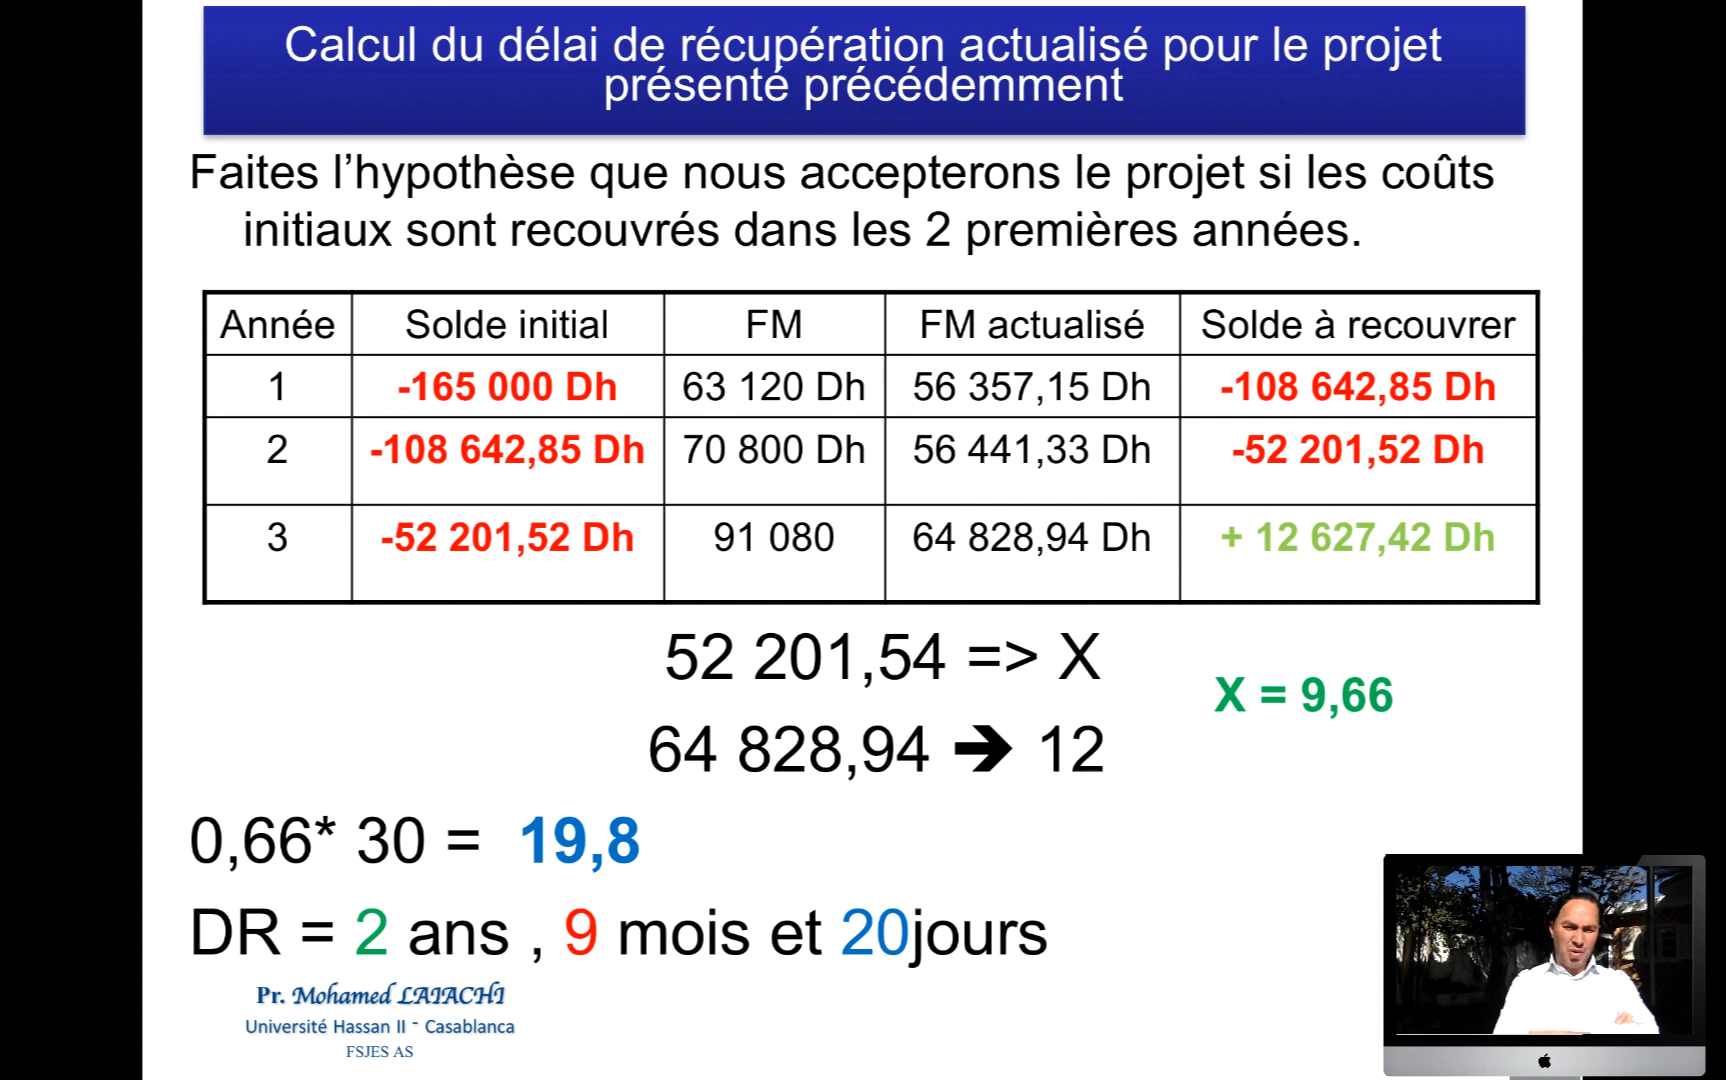 Calcul du délai de récupération actualisé pour le projet
présenté précédemment
Faites l’hypothèse que nous accepterons le projet si les coûts
initiaux sont recouvrés dans les 2 premières années.
Année Solde initial FM FM actualisé Solde à recouvrer
1 -165 000 Dh 63 120 Dh 56 357,15 Dh -108 642,85 Dh
2 -108 642,85 Dh 70 800 Dh 56 441,33 Dh -52 201,52 Dh
3 -52 201,52 Dh 91 080 64 828,94 Dh + 12 627,42 Dh
52 201,54 => X
X = 9,66
64 828,94 ➔ 12
0,66* 30 = 19,8
DR = 2 ans , 9 mois et 20jours
Pr. Mohamed LAIACHI
Université Hassan II - Casablanca
FSJES AS